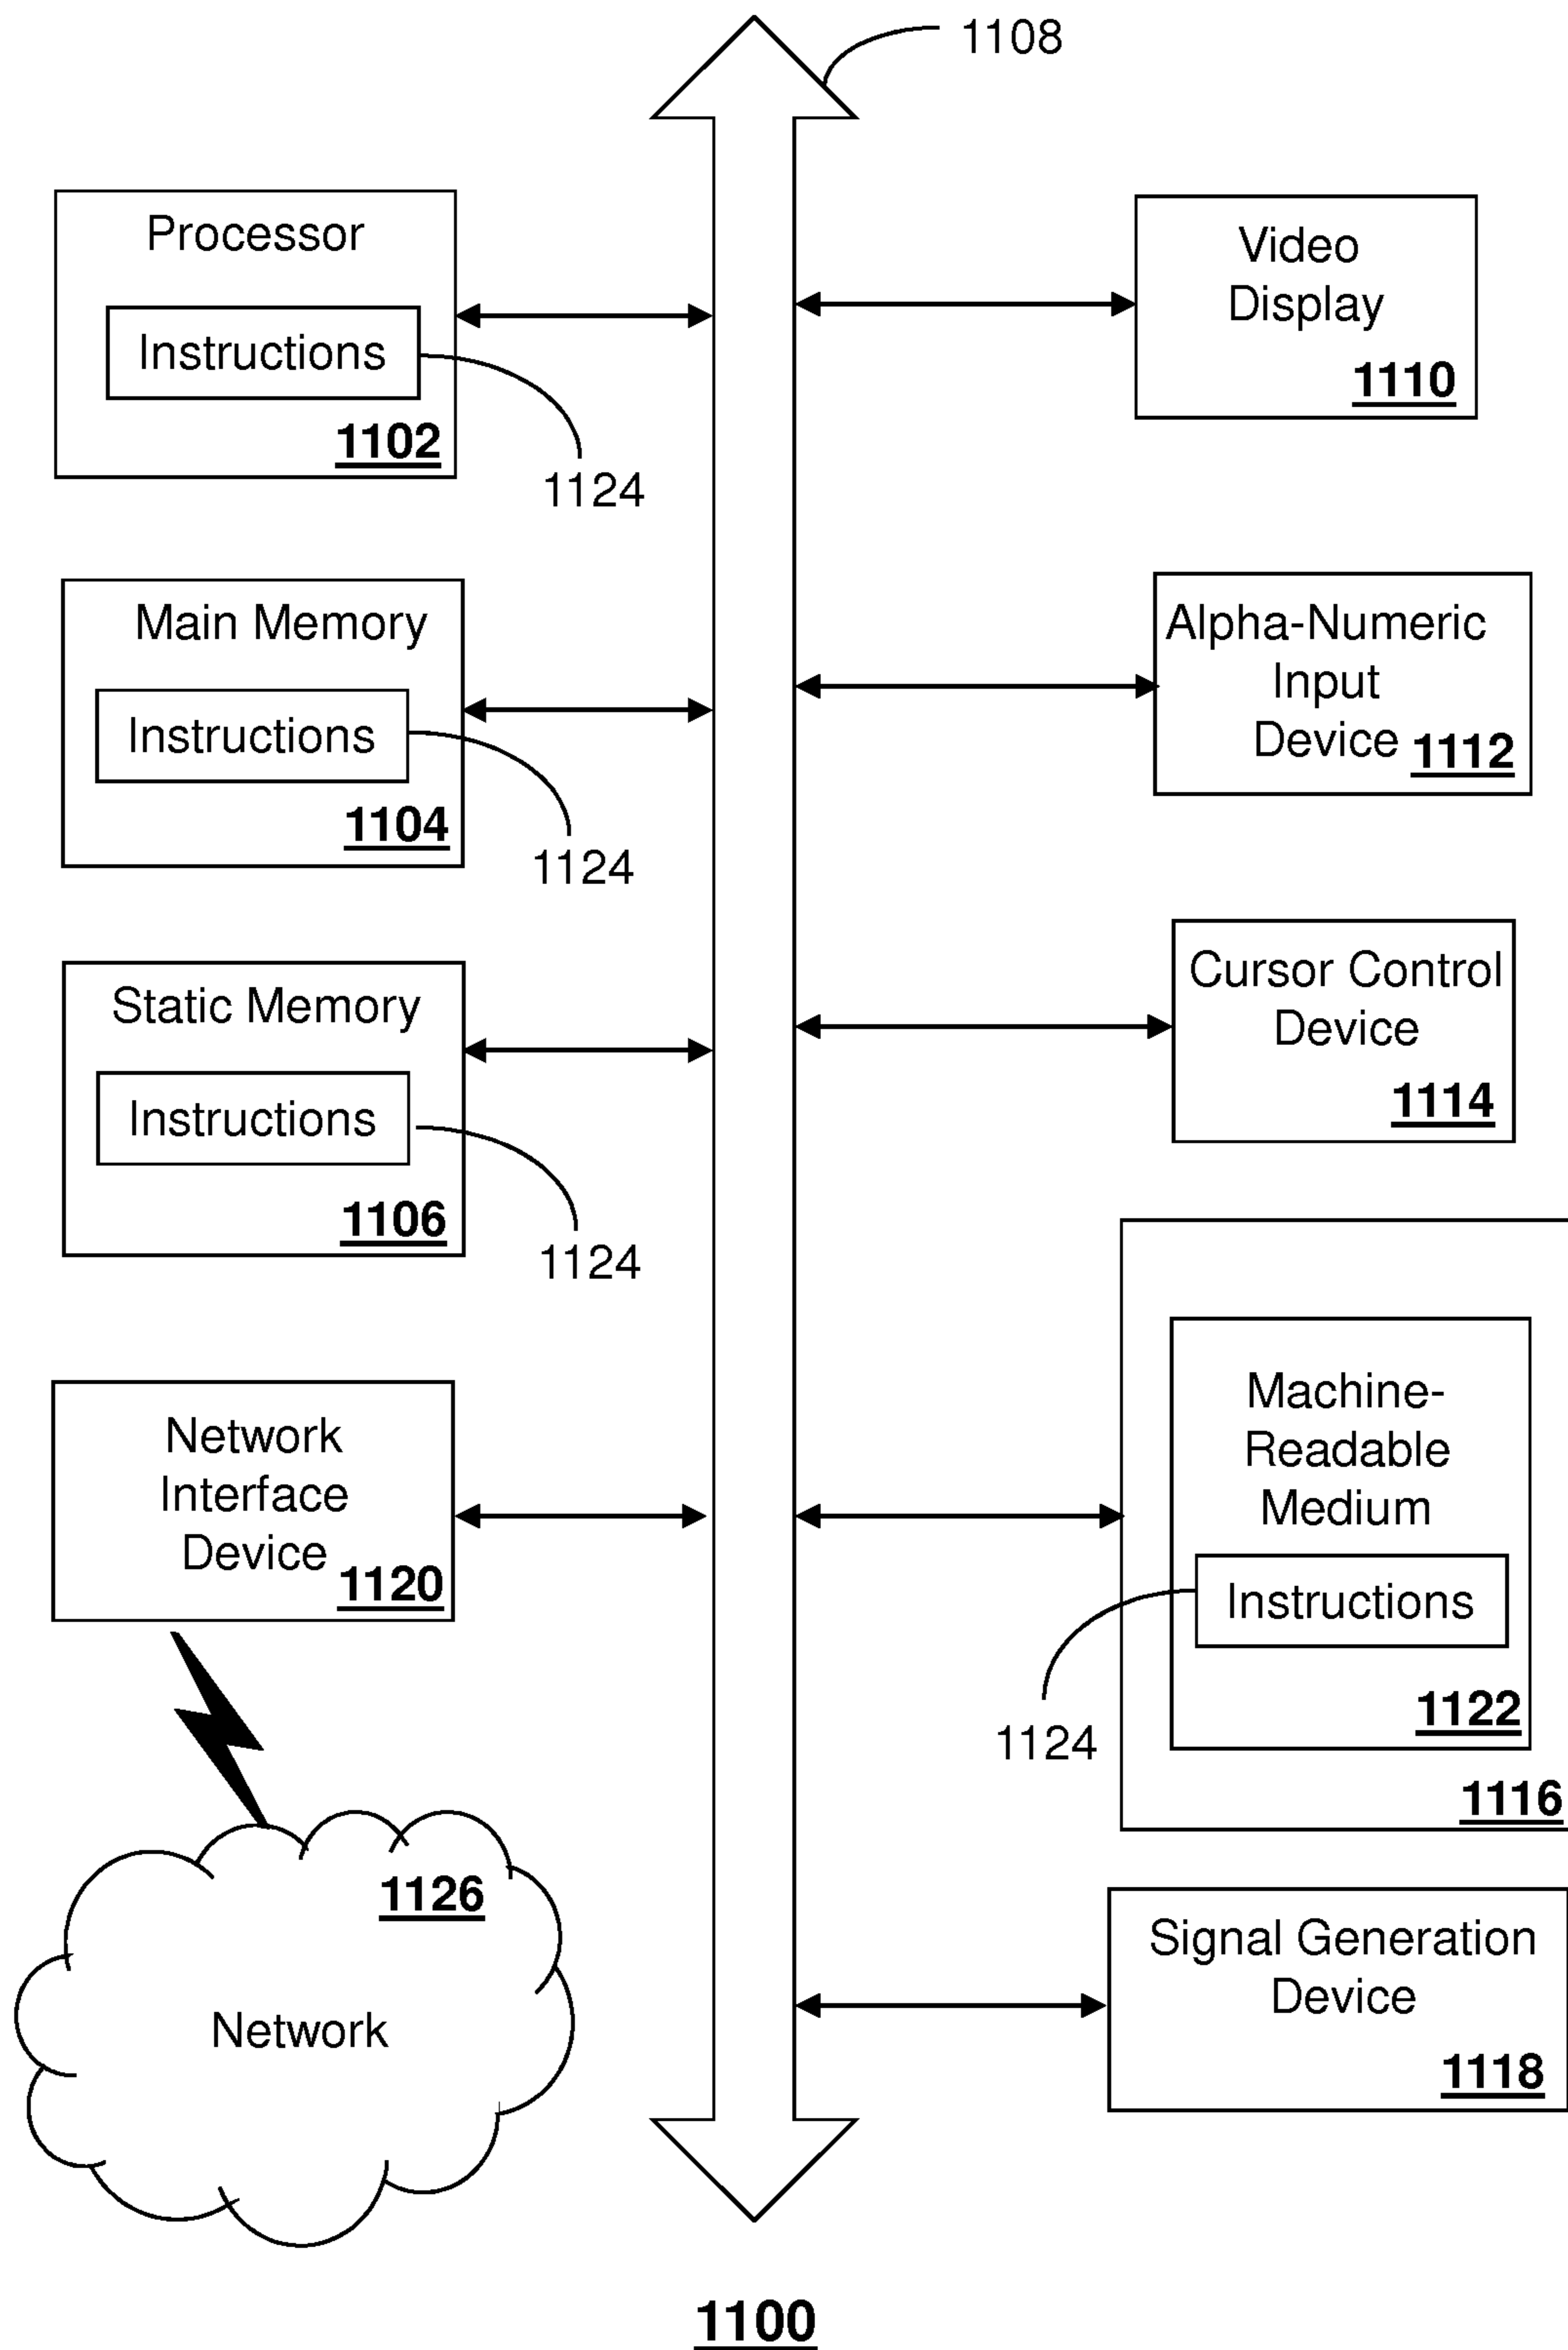 1108
Processor
Instructions
1102
1124
Main Memory
Instructions
1104
1124
Static Memory
Instructions
1106
1124
Network
Interface
Device
1120
1126
Network
Video
Display
1110
Alpha-Numeric
Input
Device 1112
Cursor Control
Device
1114
Machine-
Readable
Medium
Instructions
1122
1124
1116
Signal Generation
Device
1118
1100